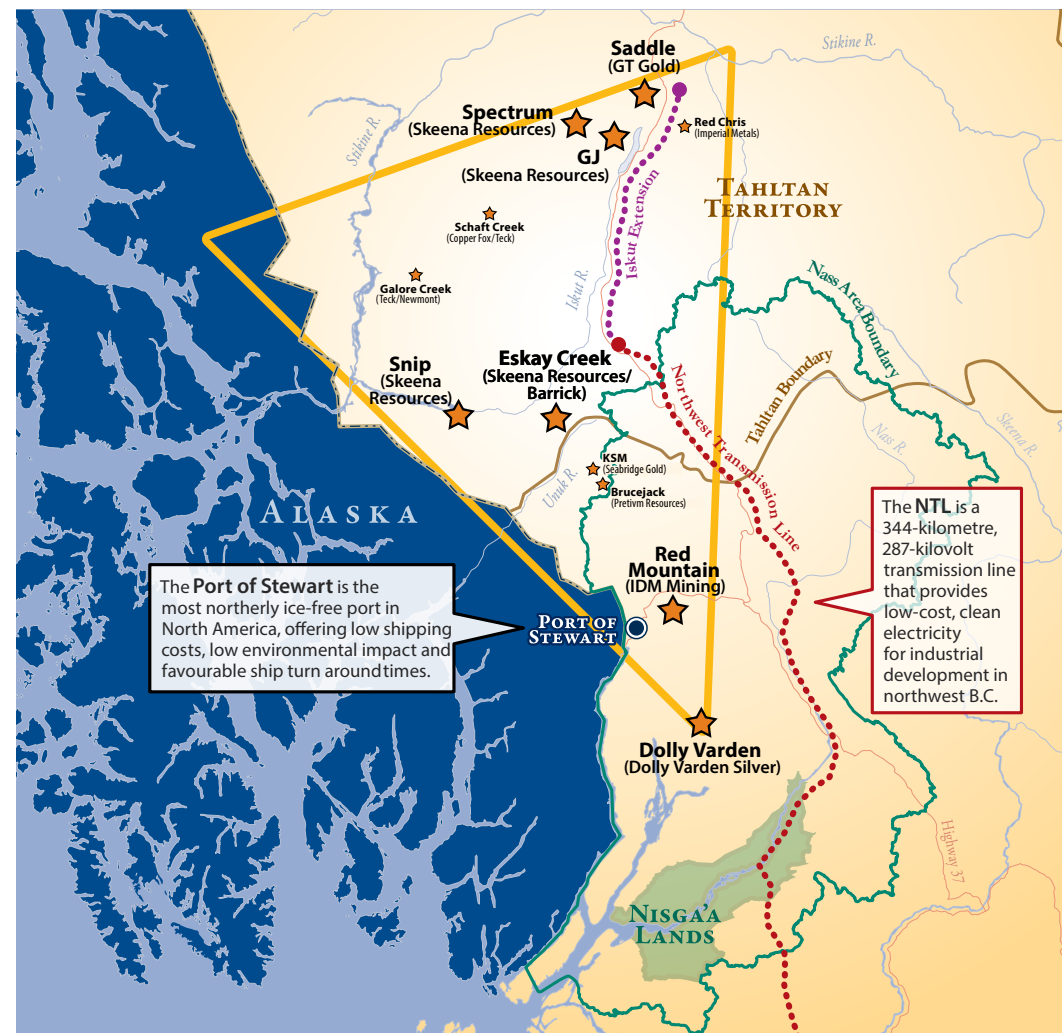 Stikine R.
Saddle
(GT Gold)
Spectrum
(Skeena Resources)
GJ
(Skeena Resources)
Red Chris
(Imperial Metals)
Stikine R.
Iskut Extension
TAHLTAN
TERRITORY
Schaft Creek
(Copper Fox/Teck)
Galore Creek
(Teck/Newmont)
Iskut R.
Nass Area
Boundary
Snip
(Skeena
Resources)
Eskay Creek
(Skeena Resources/
Barrick)
Northwest Transmission Line
Tahltan Boundary
Nass R.
Skeena R.
KSM
(Seabridge Gold)
Brucejack
(Pretivm Resources)
Unuk R.
ALASKA
The NTL is a
344-kilometre,
287-kilovolt
transmission line
that provides
low-cost, clean
electricity
for industrial
development in
northwest B.C.
Red
Mountain
(IDM Mining)
The Port of Stewart is the
most northerly ice-free port in
North America, offering low shipping
costs, low environmental impact and
favourable ship turn around times.
PORT OF
STEWART
Dolly Varden
(Dolly Varden Silver)
Highway 37
NISGA'A
LANDS